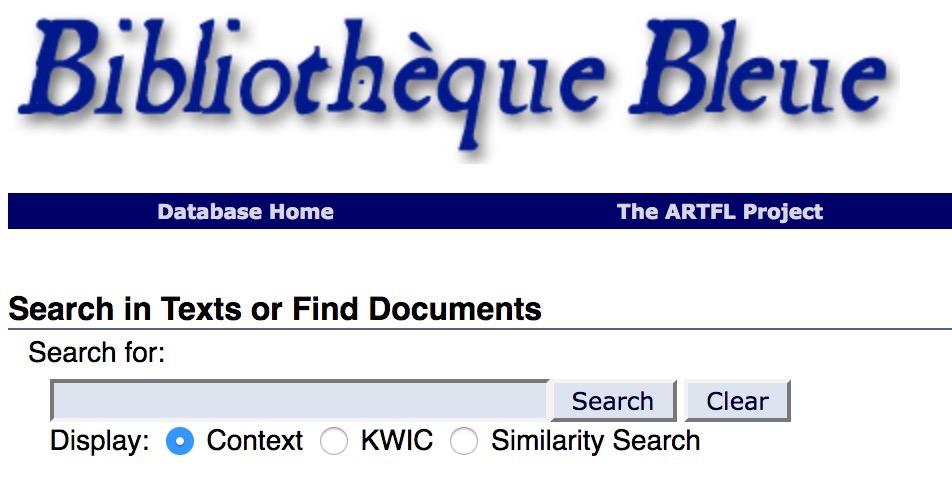 Bibliothèque Bleue
Database Home The ARTFL Project
Search in Texts or Find Documents
Search for:
Search Clear
Display: Context KWIC Similarity Search